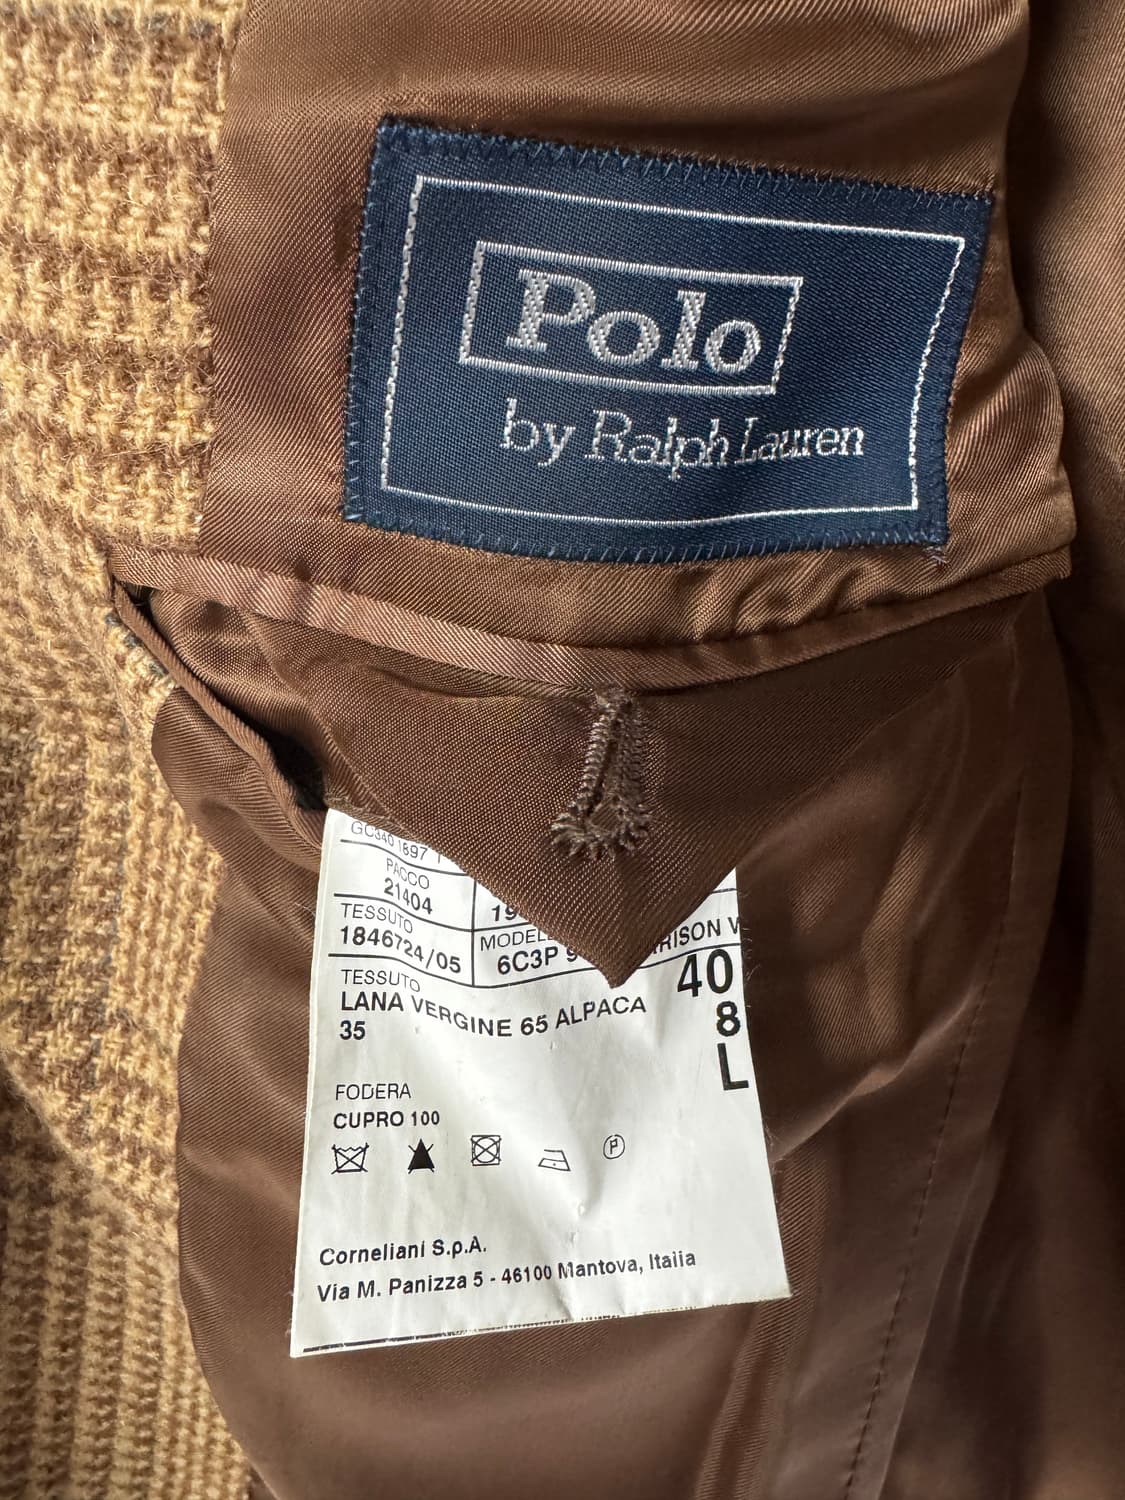 Polo
by Ralph Lauren
GC3401897
PACCO
21404
TESSUTO
1846724/05
6C3P
40
8
L
TESSUTO
LANA VERGINE 65 ALPACA
35
FODERA
CUPRO 100
P
Corneliani S.p.A.
Via M. Panizza 5 - 46100 Mantova, Italia